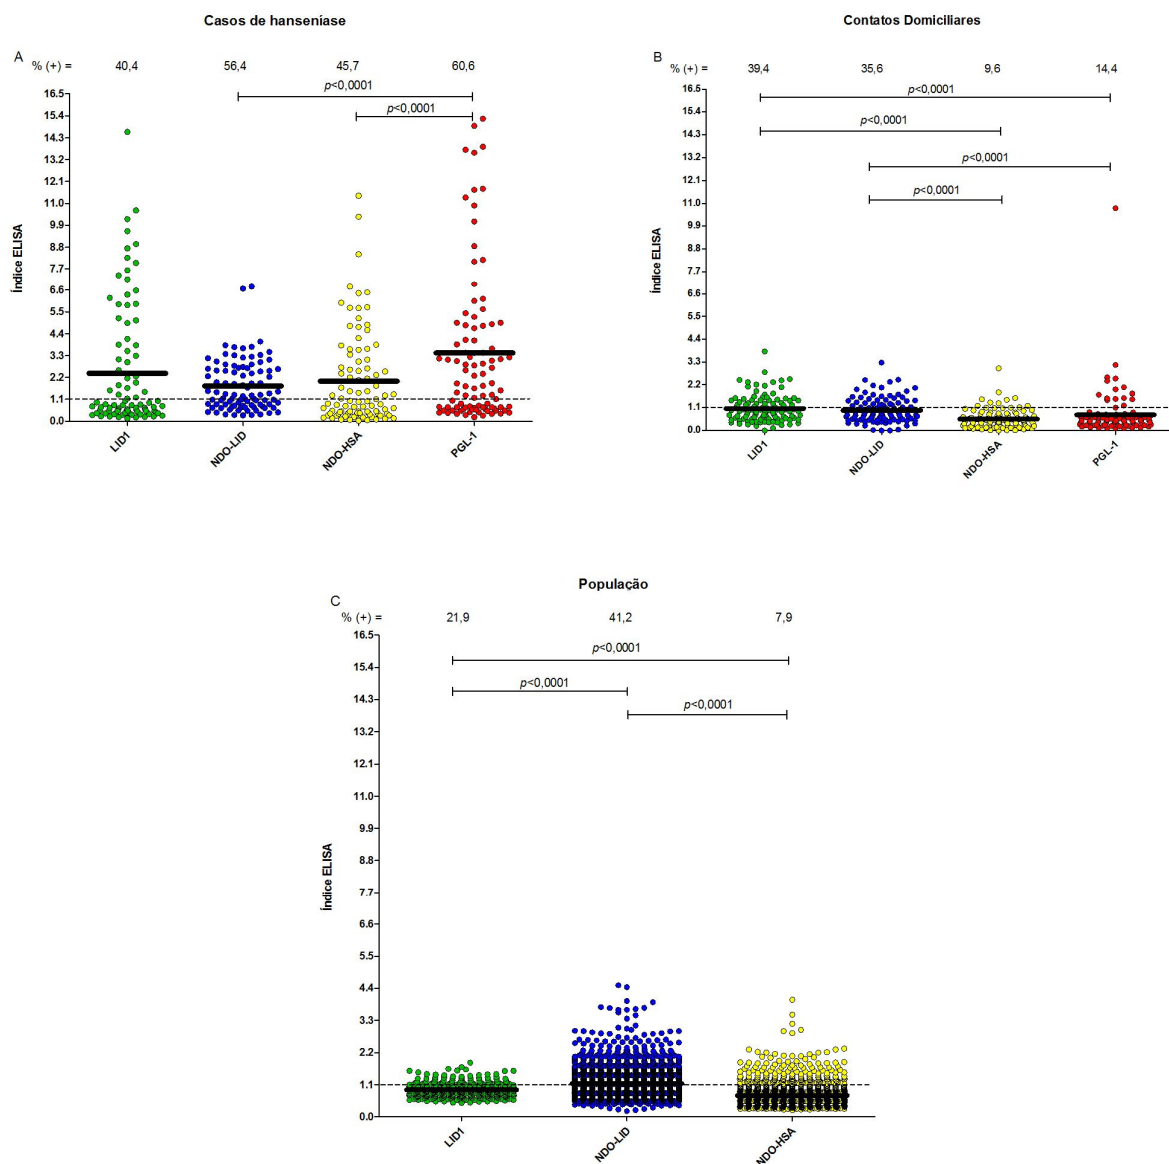 Casos de hanseníase
A
% (+) = 40,4 56,4 45,7 60,6
p<0,0001
p<0,0001
16.5
15.4
14.3
13.2
12.1
11.0
9.9
8.8
7.7
6.6
5.5
4.4
3.3
2.2
1.1
0.0
Índice ELISA
LID1 NDO-LID NDO-HSA PGL-1
Contatos Domiciliares
B
% (+) = 39,4 35,6 9,6 14,4
p<0,0001
p<0,0001
p<0,0001
p<0,0001
16.5
15.4
14.3
13.2
12.1
11.0
9.9
8.8
7.7
6.6
5.5
4.4
3.3
2.2
1.1
0.0
Índice ELISA
LID1 NDO-LID NDO-HSA PGL-1
População
C
% (+) = 21,9 41,2 7,9
p<0,0001
p<0,0001
p<0,0001
16.5
15.4
14.3
13.2
12.1
11.0
9.9
8.8
7.7
6.6
5.5
4.4
3.3
2.2
1.1
0.0
Índice ELISA
LID1 NDO-LID NDO-HSA